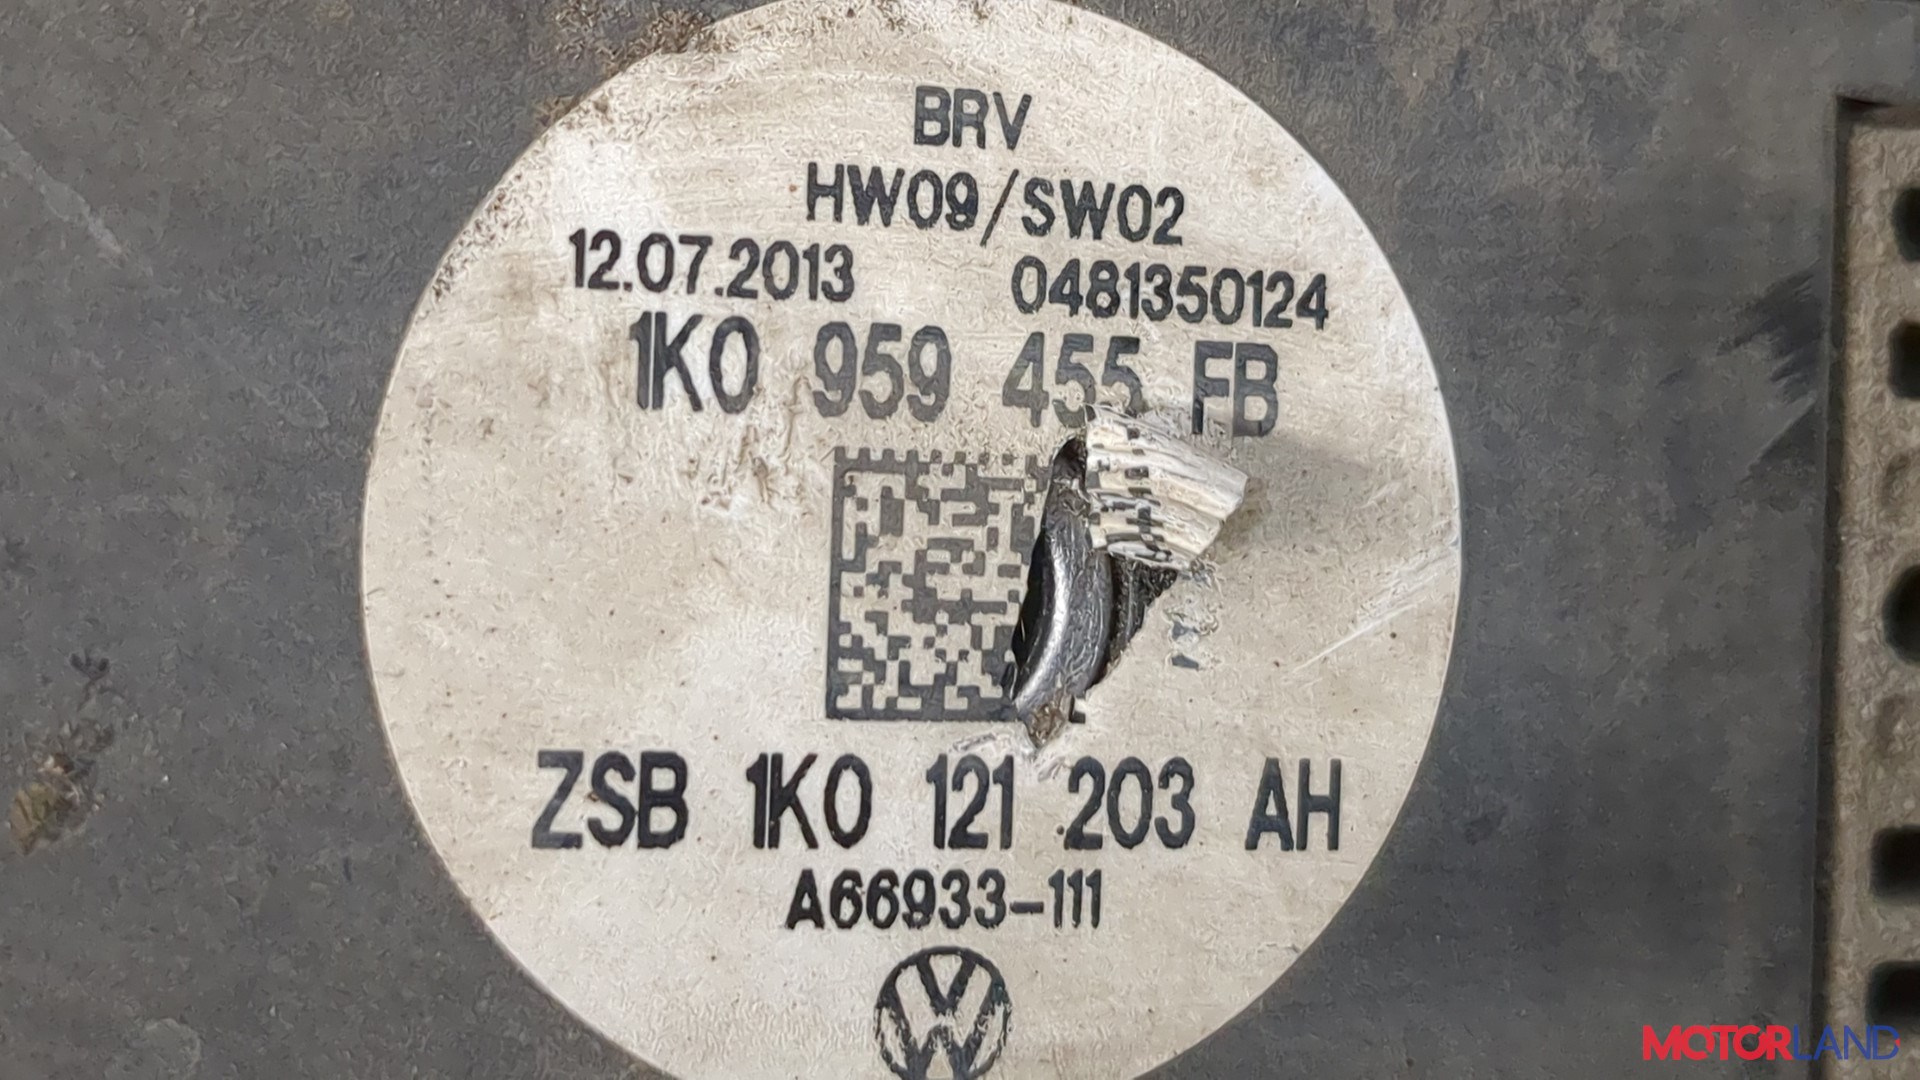 BRV
HW09/SW02
12.07.2013 0481350124
1K0 959 455 FB
ZSB 1K0 121 203 AH
A66933-111
MOTORLAND